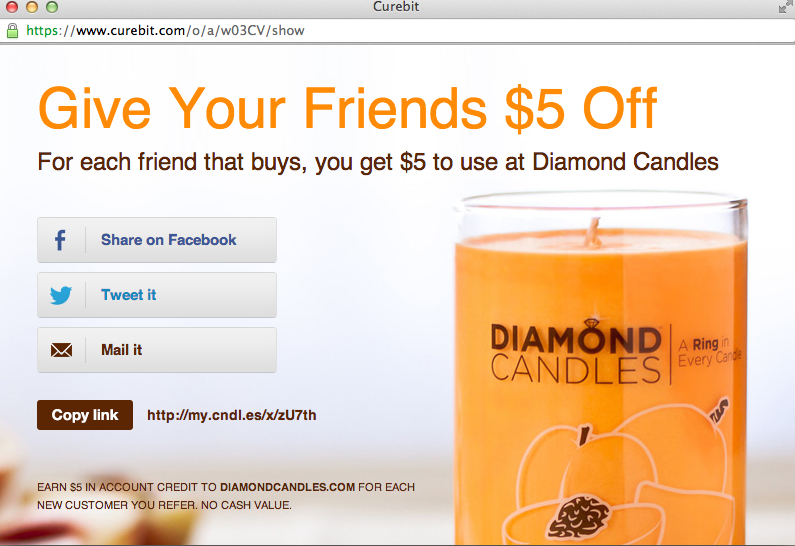 Curebit
https://www.curebit.com/o/a/w03CV/show
Give Your Friends $5 Off
For each friend that buys, you get $5 to use at Diamond Candles
Share on Facebook
Tweet it
Mail it
Copy link http://my.cndl.es/x/zU7th
EARN $5 IN ACCOUNT CREDIT TO DIAMONDCANDLES.COM FOR EACH
NEW CUSTOMER YOU REFER. NO CASH VALUE.
DIAMOND
CANDLES
A Ring in
Every Candle